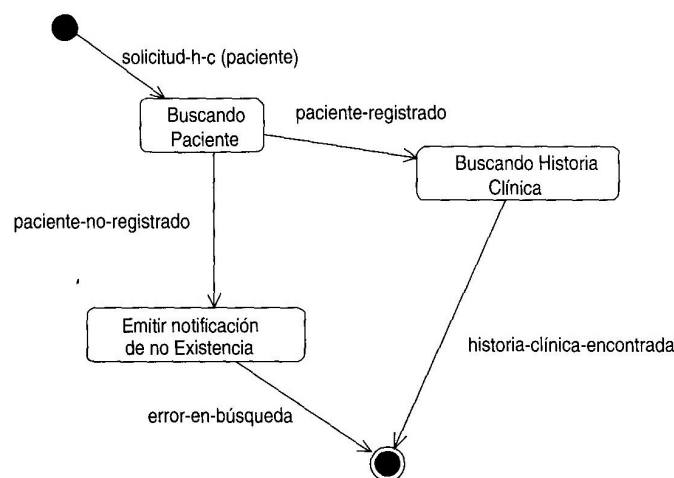 solicitud-h-c (paciente)
Buscando
Paciente
paciente-registrado
Buscando Historia
Clínica
paciente-no-registrado
Emitir notificación
de no Existencia
historia-clínica-encontrada
error-en-búsqueda